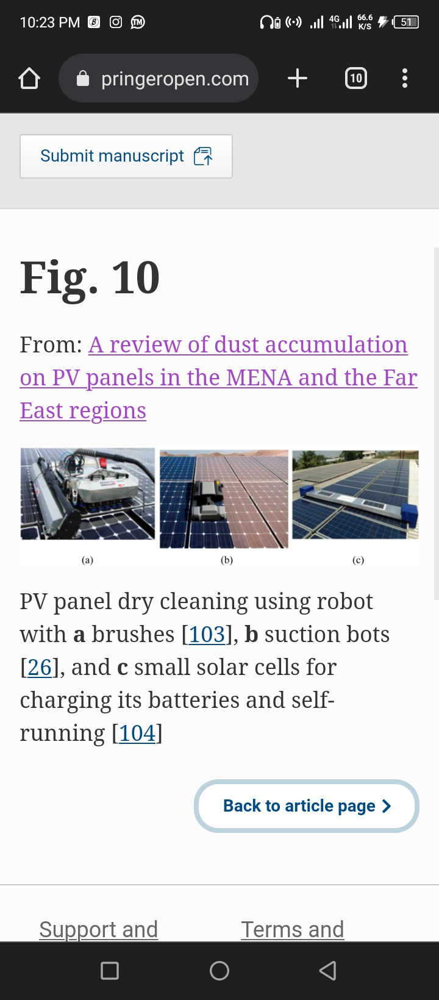 10:23 PM
4G
66.6
K/S
51
pringeropen.com
10
Submit manuscript
Fig. 10
From: A review of dust accumulation
on PV panels in the MENA and the Far
East regions
(a)
(b)
(c)
PV panel dry cleaning using robot
with a brushes [103], b suction bots
[26], and c small solar cells for
charging its batteries and self-
running [104]
Back to article page
Support and
Terms and